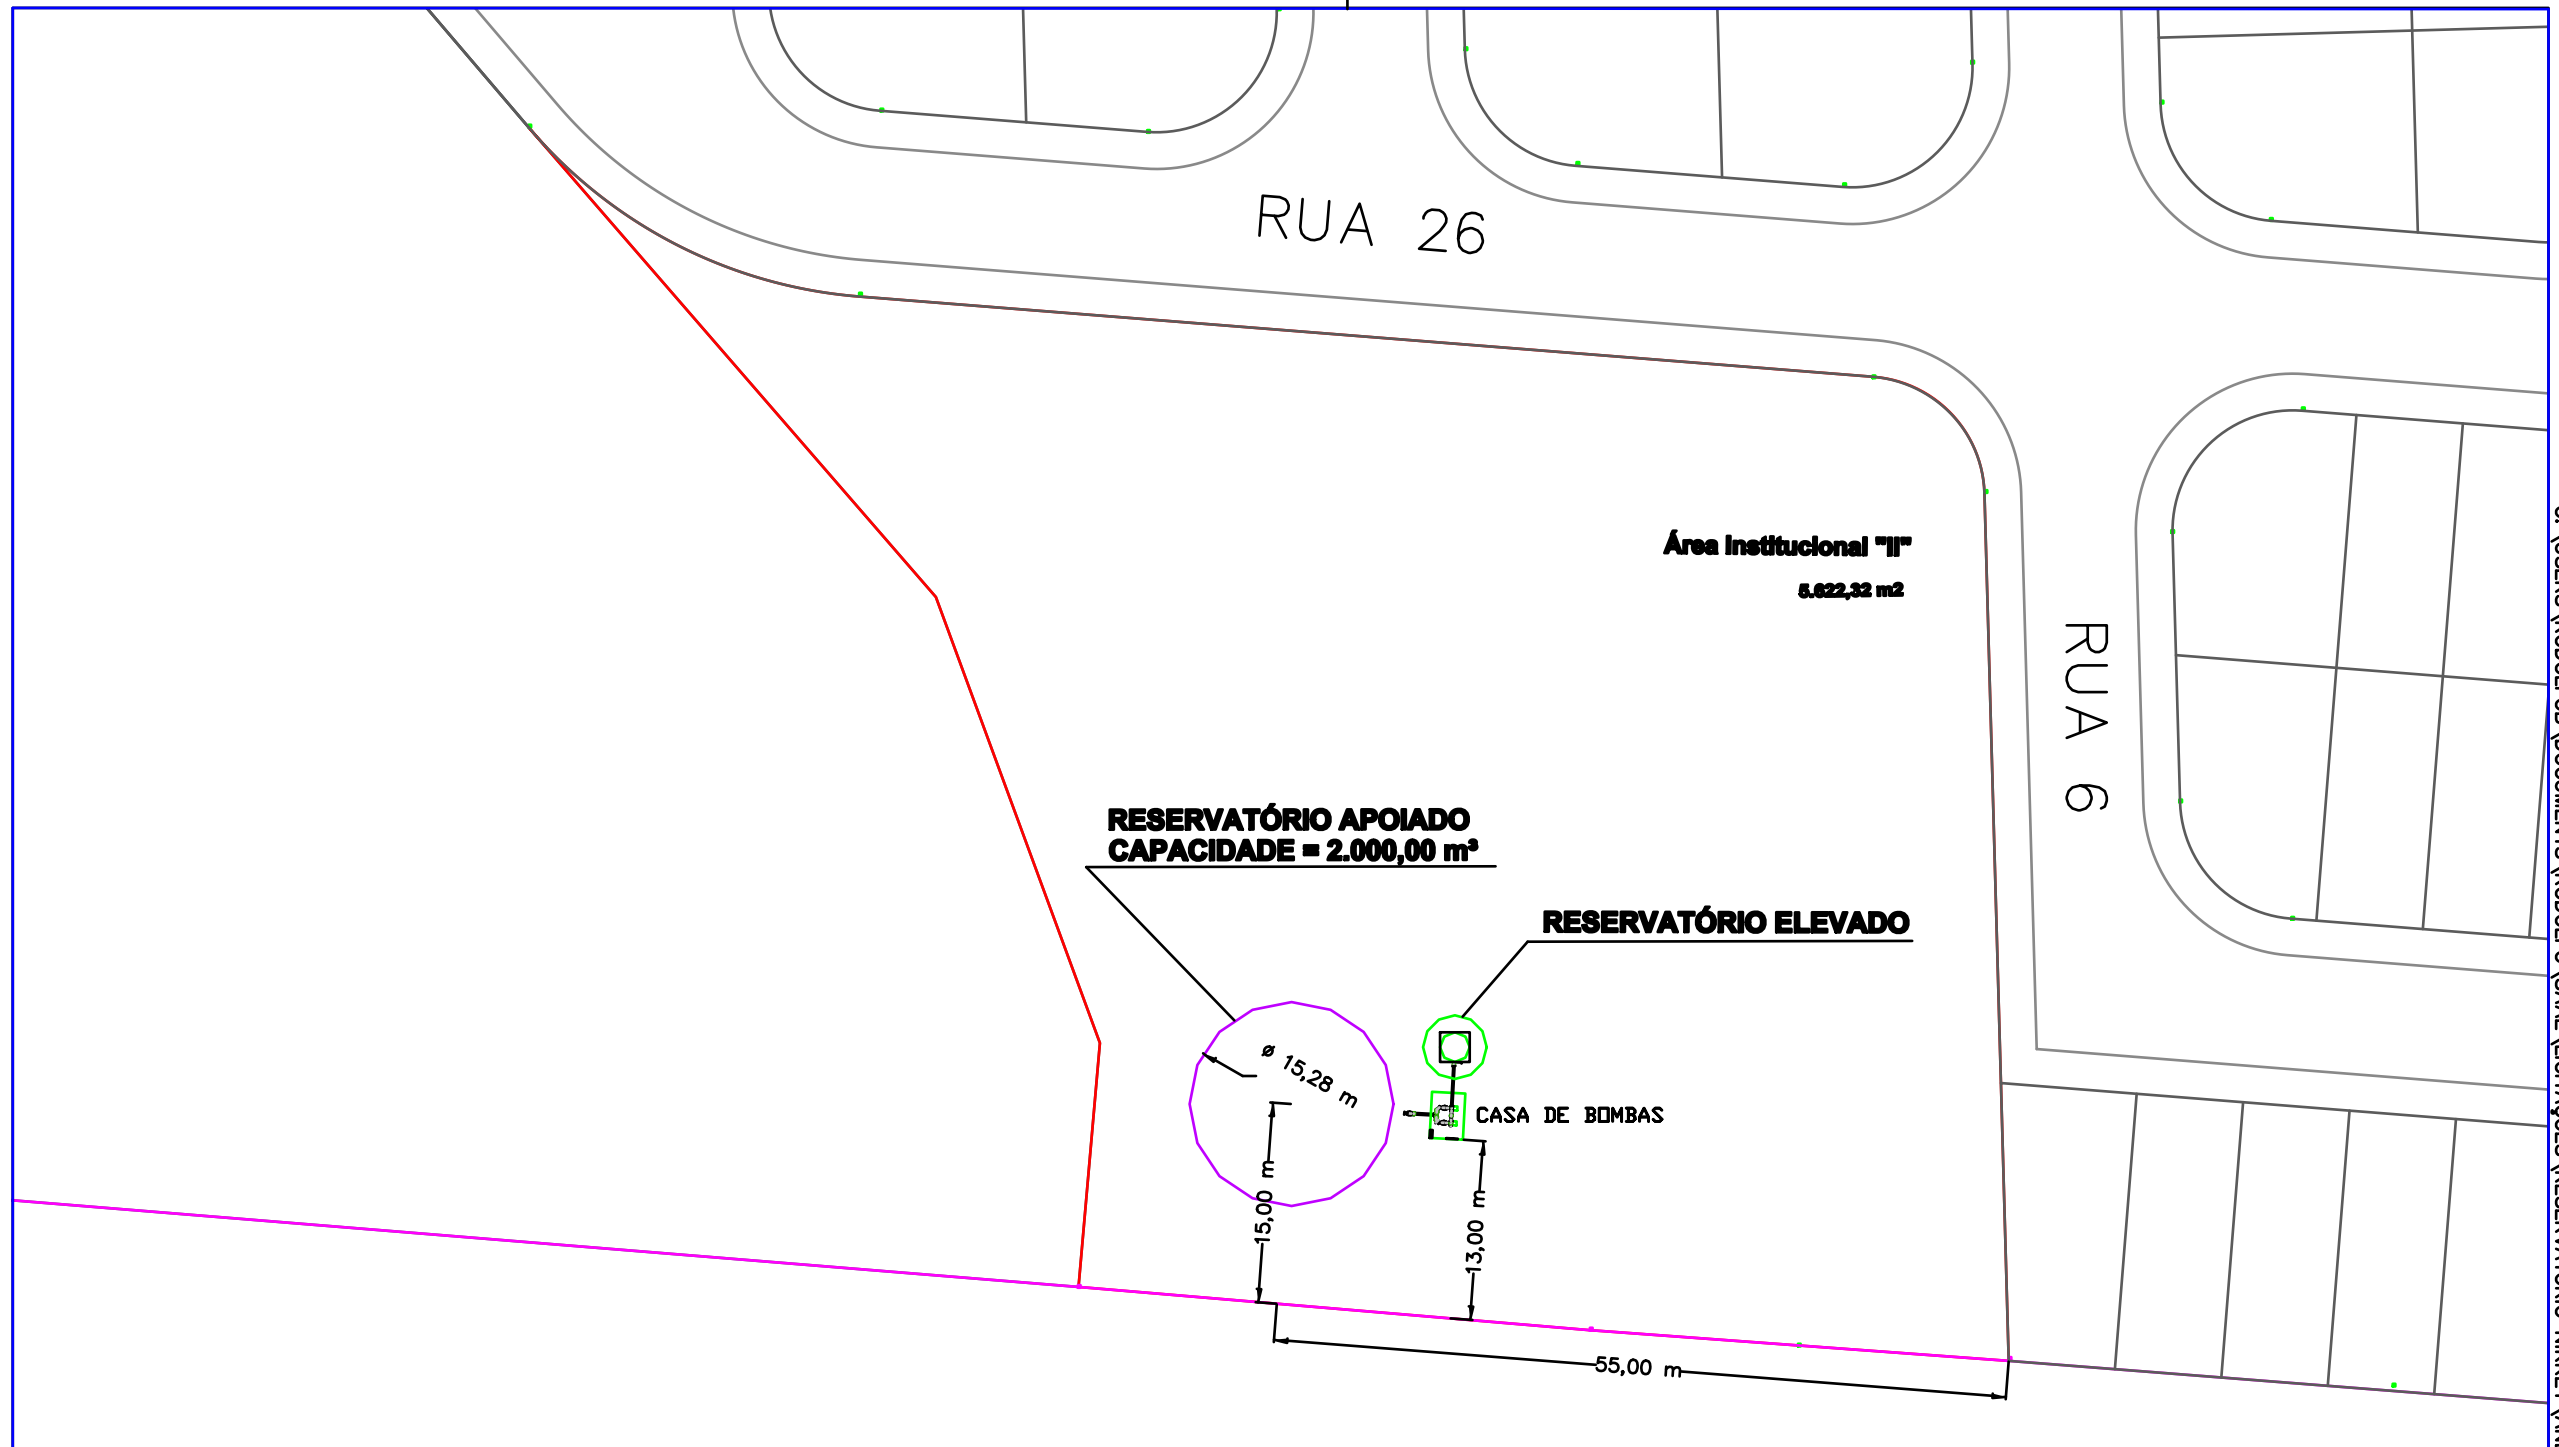 RUA 26
Área Institucional "II"
5.622,32 m2
RUA 6
RESERVATÓRIO APOIADO
CAPACIDADE = 2.000,00 m³
RESERVATÓRIO ELEVADO
ø 15,28 m
CASA DE BOMBAS
15,00 m
13,00 m
55,00 m